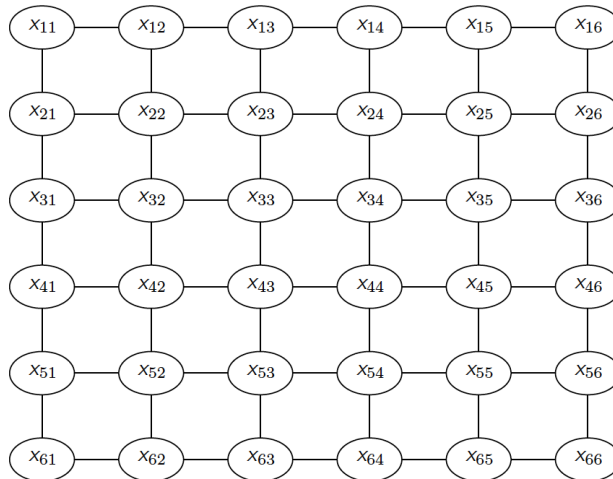 x11 x12 x13 x14 x15 x16
x21 x22 x23 x24 x25 x26
x31 x32 x33 x34 x35 x36
x41 x42 x43 x44 x45 x46
x51 x52 x53 x54 x55 x56
x61 x62 x63 x64 x65 x66